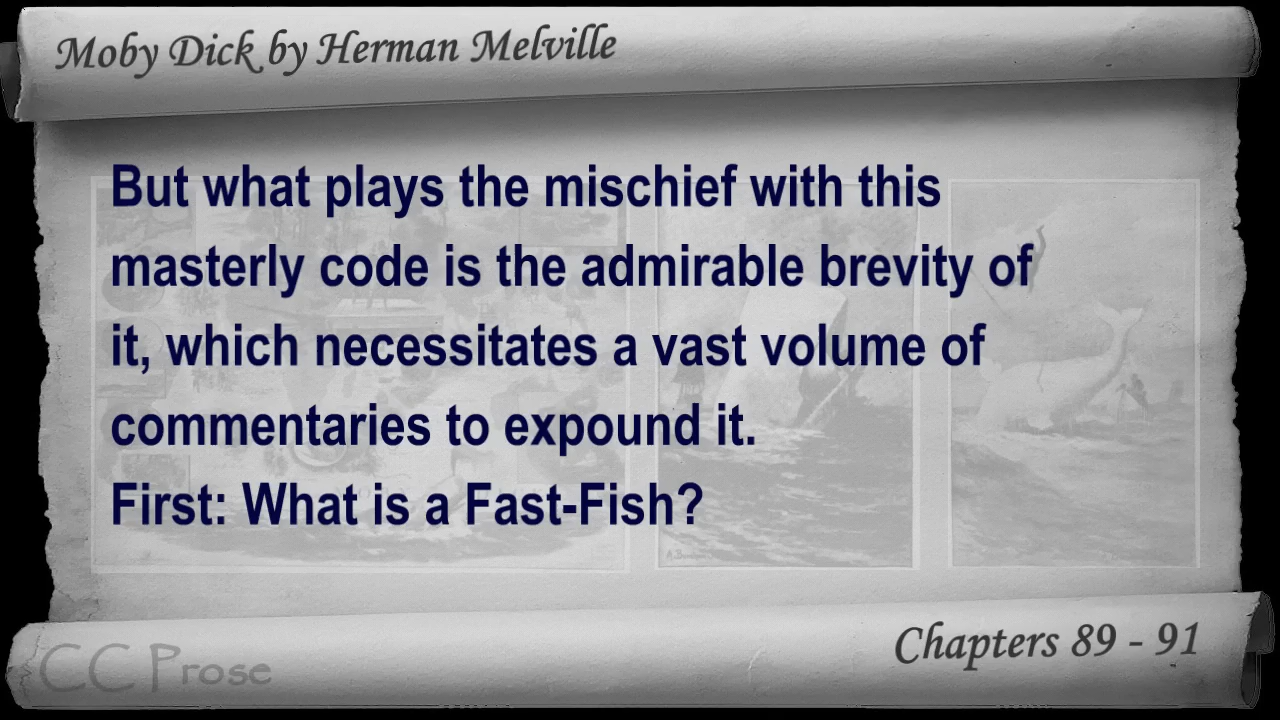 Moby Dick by Herman Melville
But what plays the mischief with this
masterly code is the admirable brevity of
it, which necessitates a vast volume of
commentaries to expound it.
First: What is a Fast-Fish?
Chapters 89 - 91
CC Prose